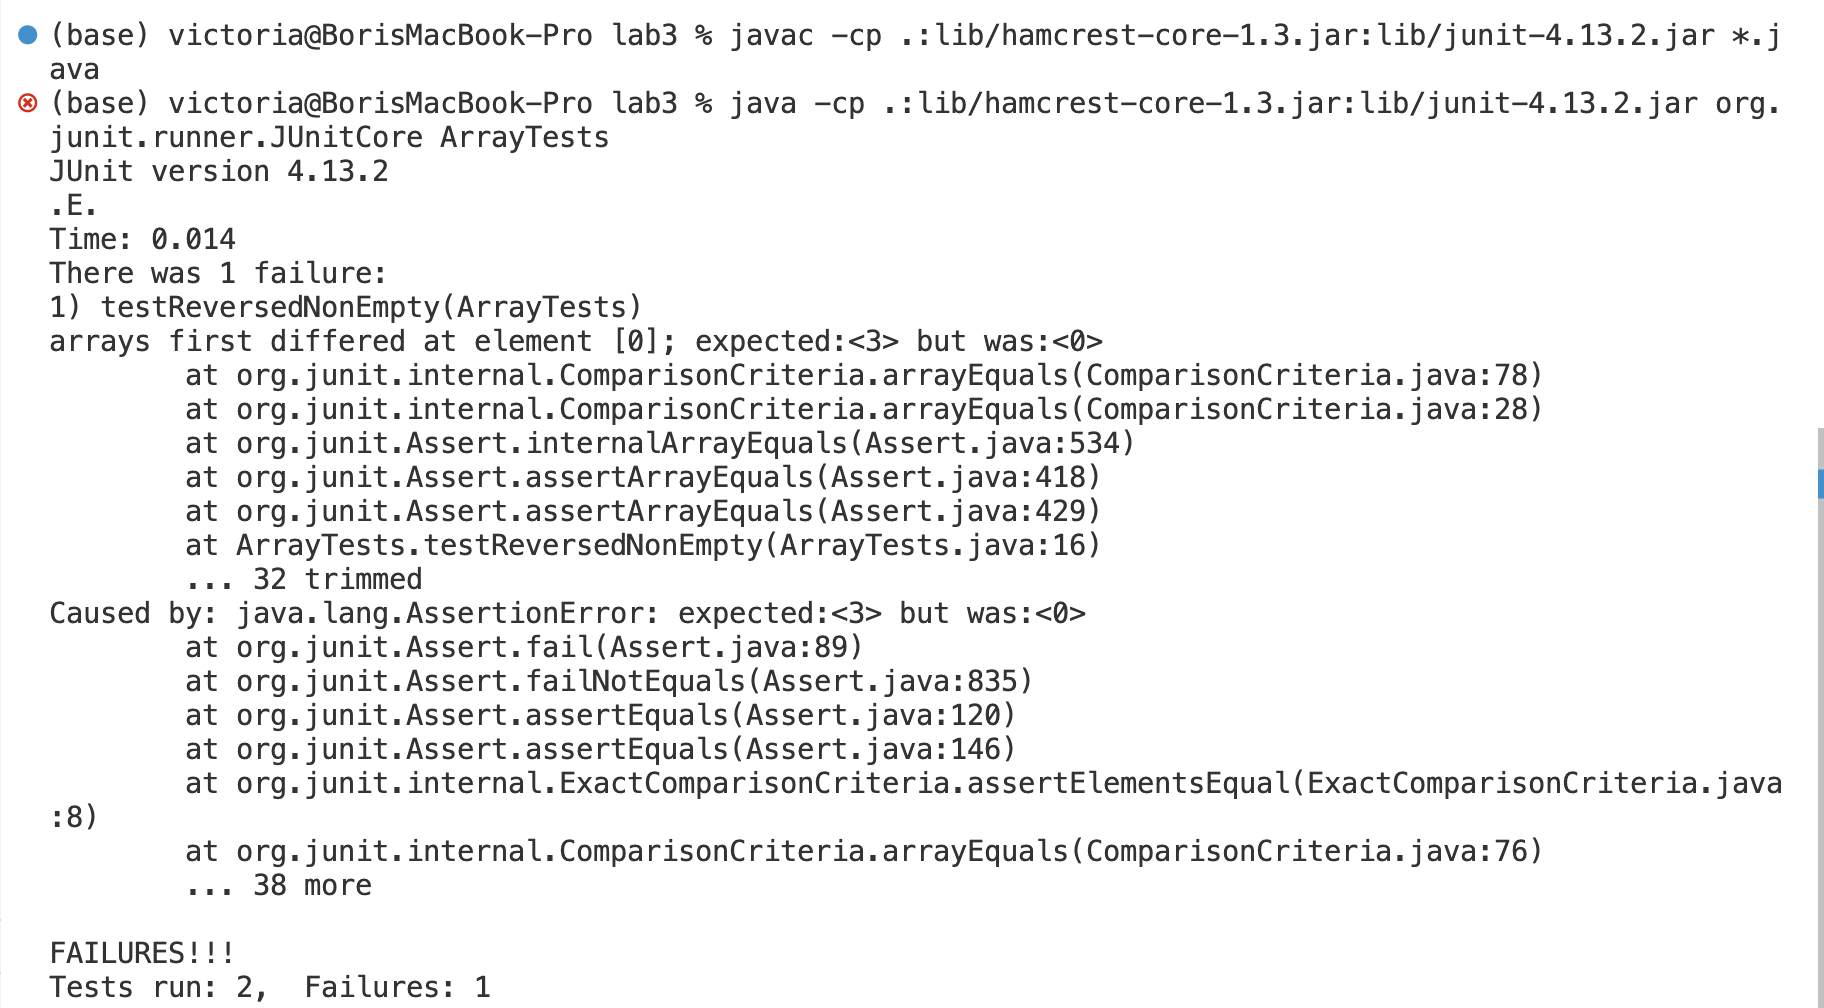 (base) victoria@BorisMacBook-Pro lab3 % javac -cp .:lib/hamcrest-core-1.3.jar:lib/junit-4.13.2.jar *.j
ava
(base) victoria@BorisMacBook-Pro lab3 % java -cp .:lib/hamcrest-core-1.3.jar:lib/junit-4.13.2.jar org.
junit.runner.JUnitCore ArrayTests
JUnit version 4.13.2
.E.
Time: 0.014
There was 1 failure:
1) testReversedNonEmpty(ArrayTests)
arrays first differed at element [0]; expected:<3> but was:<0>
        at org.junit.internal.ComparisonCriteria.arrayEquals(ComparisonCriteria.java:78)
        at org.junit.internal.ComparisonCriteria.arrayEquals(ComparisonCriteria.java:28)
        at org.junit.Assert.internalArrayEquals(Assert.java:534)
        at org.junit.Assert.assertArrayEquals(Assert.java:418)
        at org.junit.Assert.assertArrayEquals(Assert.java:429)
        at ArrayTests.testReversedNonEmpty(ArrayTests.java:16)
        ... 32 trimmed
Caused by: java.lang.AssertionError: expected:<3> but was:<0>
        at org.junit.Assert.fail(Assert.java:89)
        at org.junit.Assert.failNotEquals(Assert.java:835)
        at org.junit.Assert.assertEquals(Assert.java:120)
        at org.junit.Assert.assertEquals(Assert.java:146)
        at org.junit.internal.ExactComparisonCriteria.assertElementsEqual(ExactComparisonCriteria.java
:8)
        at org.junit.internal.ComparisonCriteria.arrayEquals(ComparisonCriteria.java:76)
        ... 38 more

FAILURES!!!
Tests run: 2,  Failures: 1